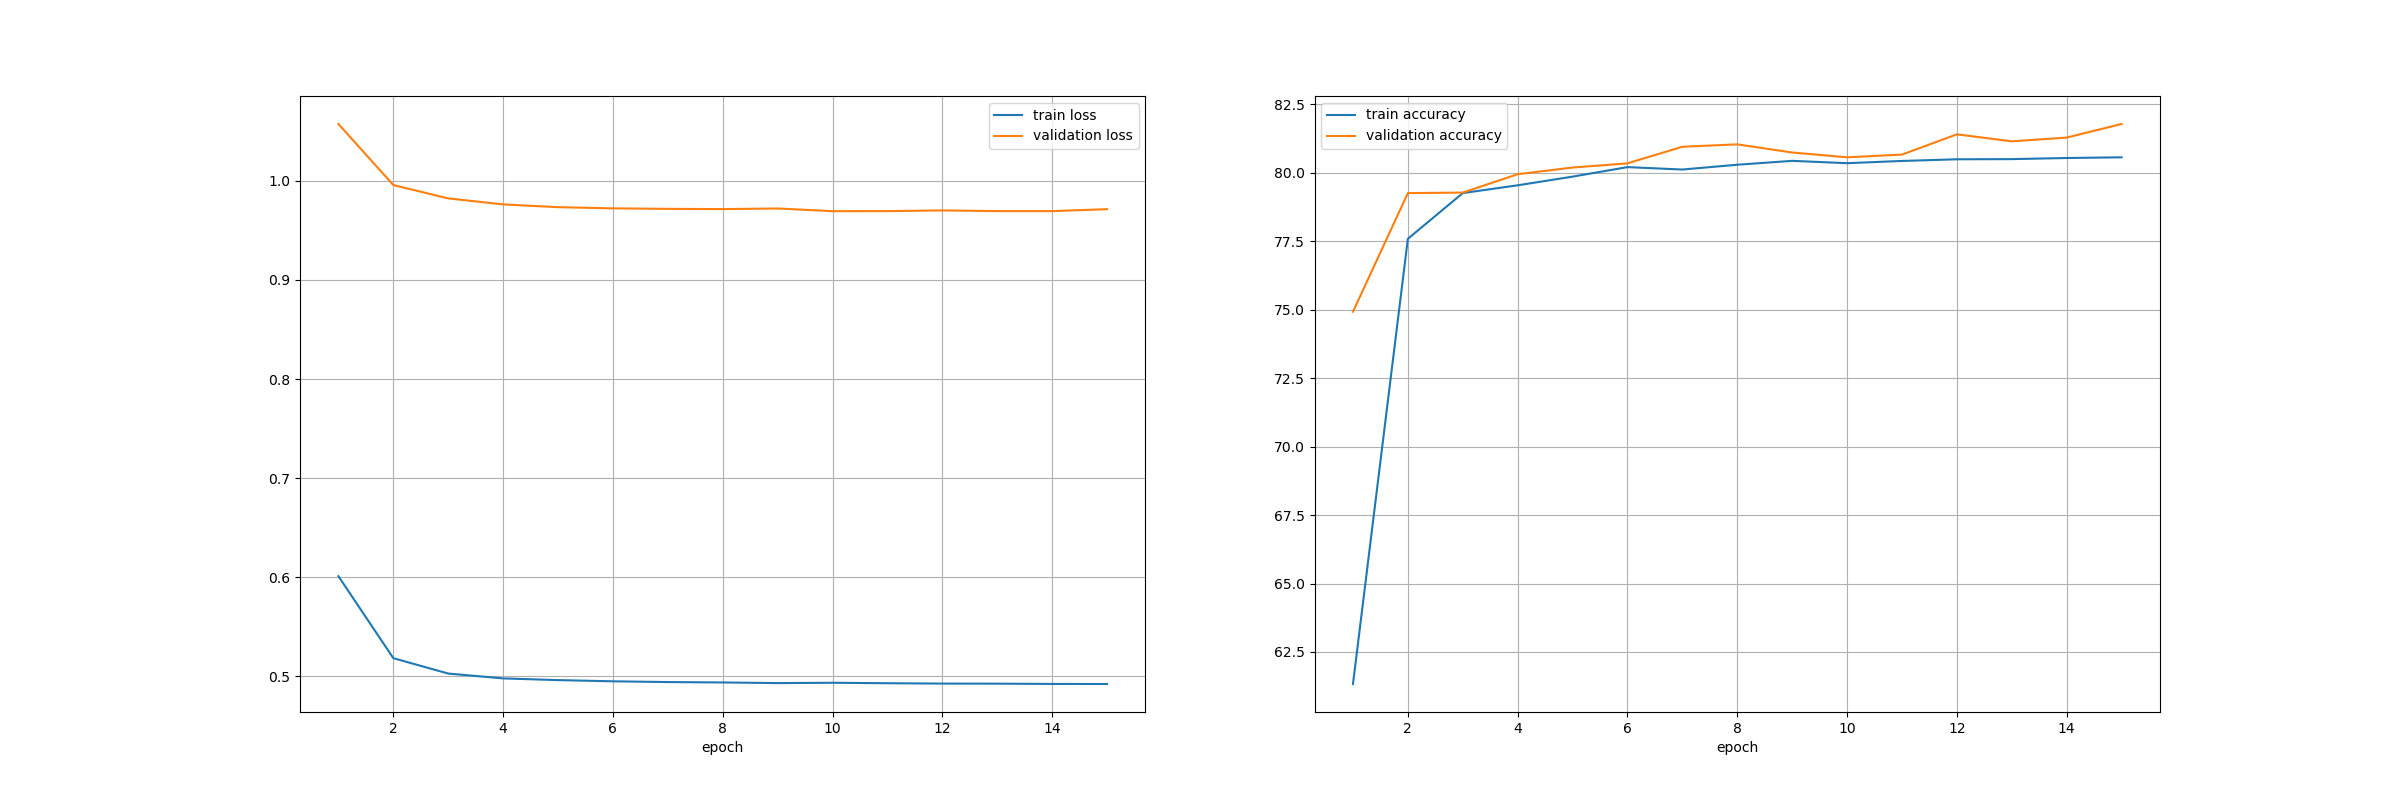 train loss
validation loss
1.0
0.9
0.8
0.7
0.6
0.5
2 4 6 8 10 12 14
epoch
train accuracy
validation accuracy
82.5
80.0
77.5
75.0
72.5
70.0
67.5
65.0
62.5
2 4 6 8 10 12 14
epoch